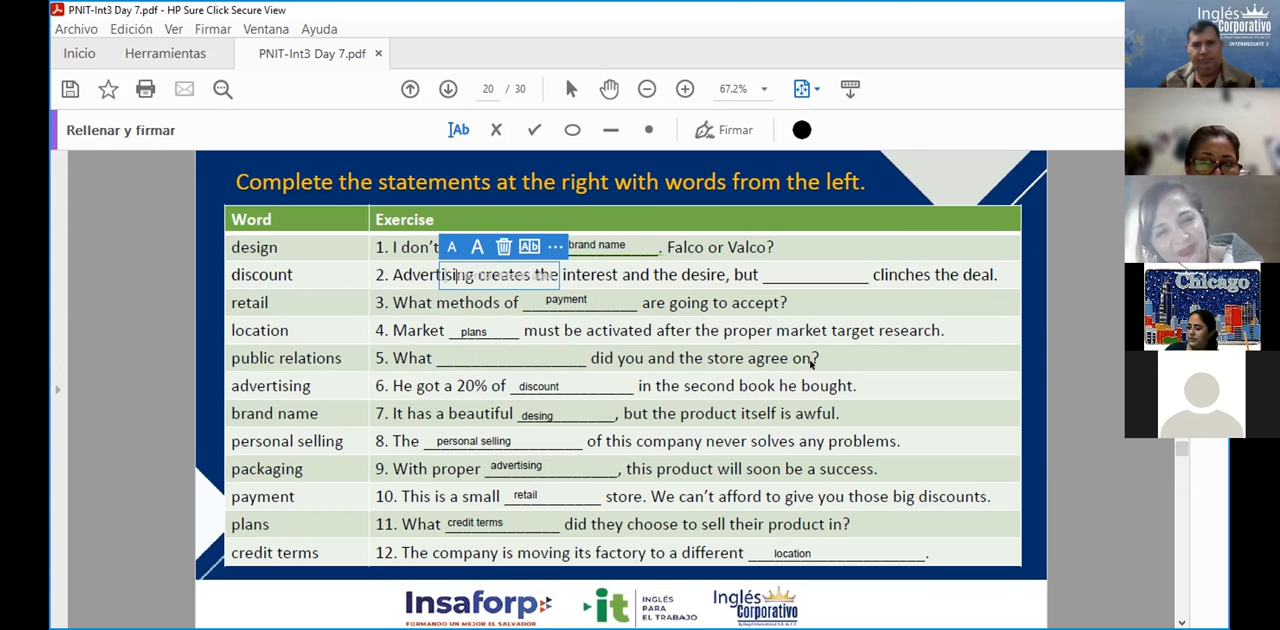 PNIT-Int3 Day 7.pdf - HP Sure Click Secure View
Archivo Edición Ver Firmar Ventana Ayuda
Inicio Herramientas PNIT-Int3 Day 7.pdf ×
20 / 30 67.2%
Rellenar y firmar Ab Firmar
Complete the statements at the right with words from the left.
Word Exercise
design 1. I don't brand name. Falco or Valco?
discount 2. Advertising creates the interest and the desire, but ____________ clinches the deal.
retail 3. What methods of payment are going to accept?
location 4. Market plans must be activated after the proper market target research.
public relations 5. What _________________ did you and the store agree on?
advertising 6. He got a 20% of discount in the second book he bought.
brand name 7. It has a beautiful desing, but the product itself is awful.
personal selling 8. The personal selling of this company never solves any problems.
packaging 9. With proper advertising, this product will soon be a success.
payment 10. This is a small retail store. We can't afford to give you those big discounts.
plans 11. What credit terms did they choose to sell their product in?
credit terms 12. The company is moving its factory to a different location.
A A Ab ...
Insaforp
FORMANDO UN MEJOR EL SALVADOR
it INGLÉS PARA EL TRABAJO
Inglés Corporativo
Inglés Corporativo
INTERMEDIATE 3
Chicago